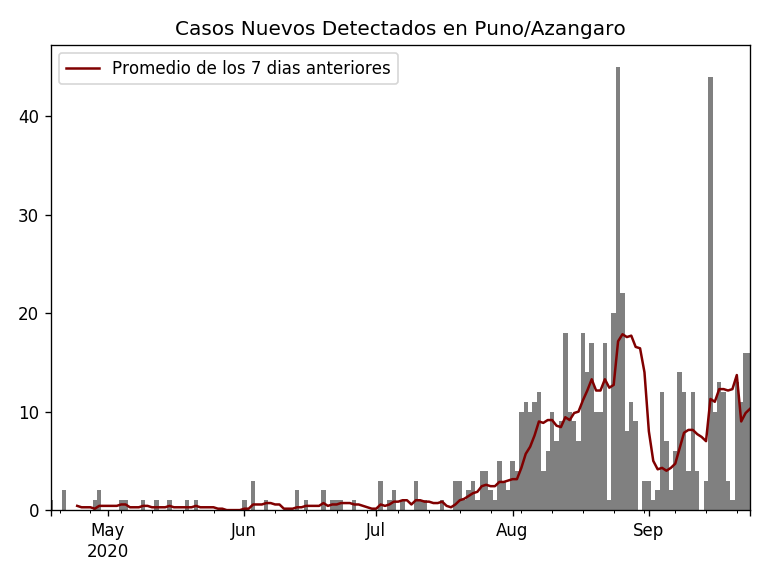 Casos Nuevos Detectados en Puno/Azangaro
Promedio de los 7 dias anteriores
40
30
20
10
0
May Jun Jul Aug Sep
2020